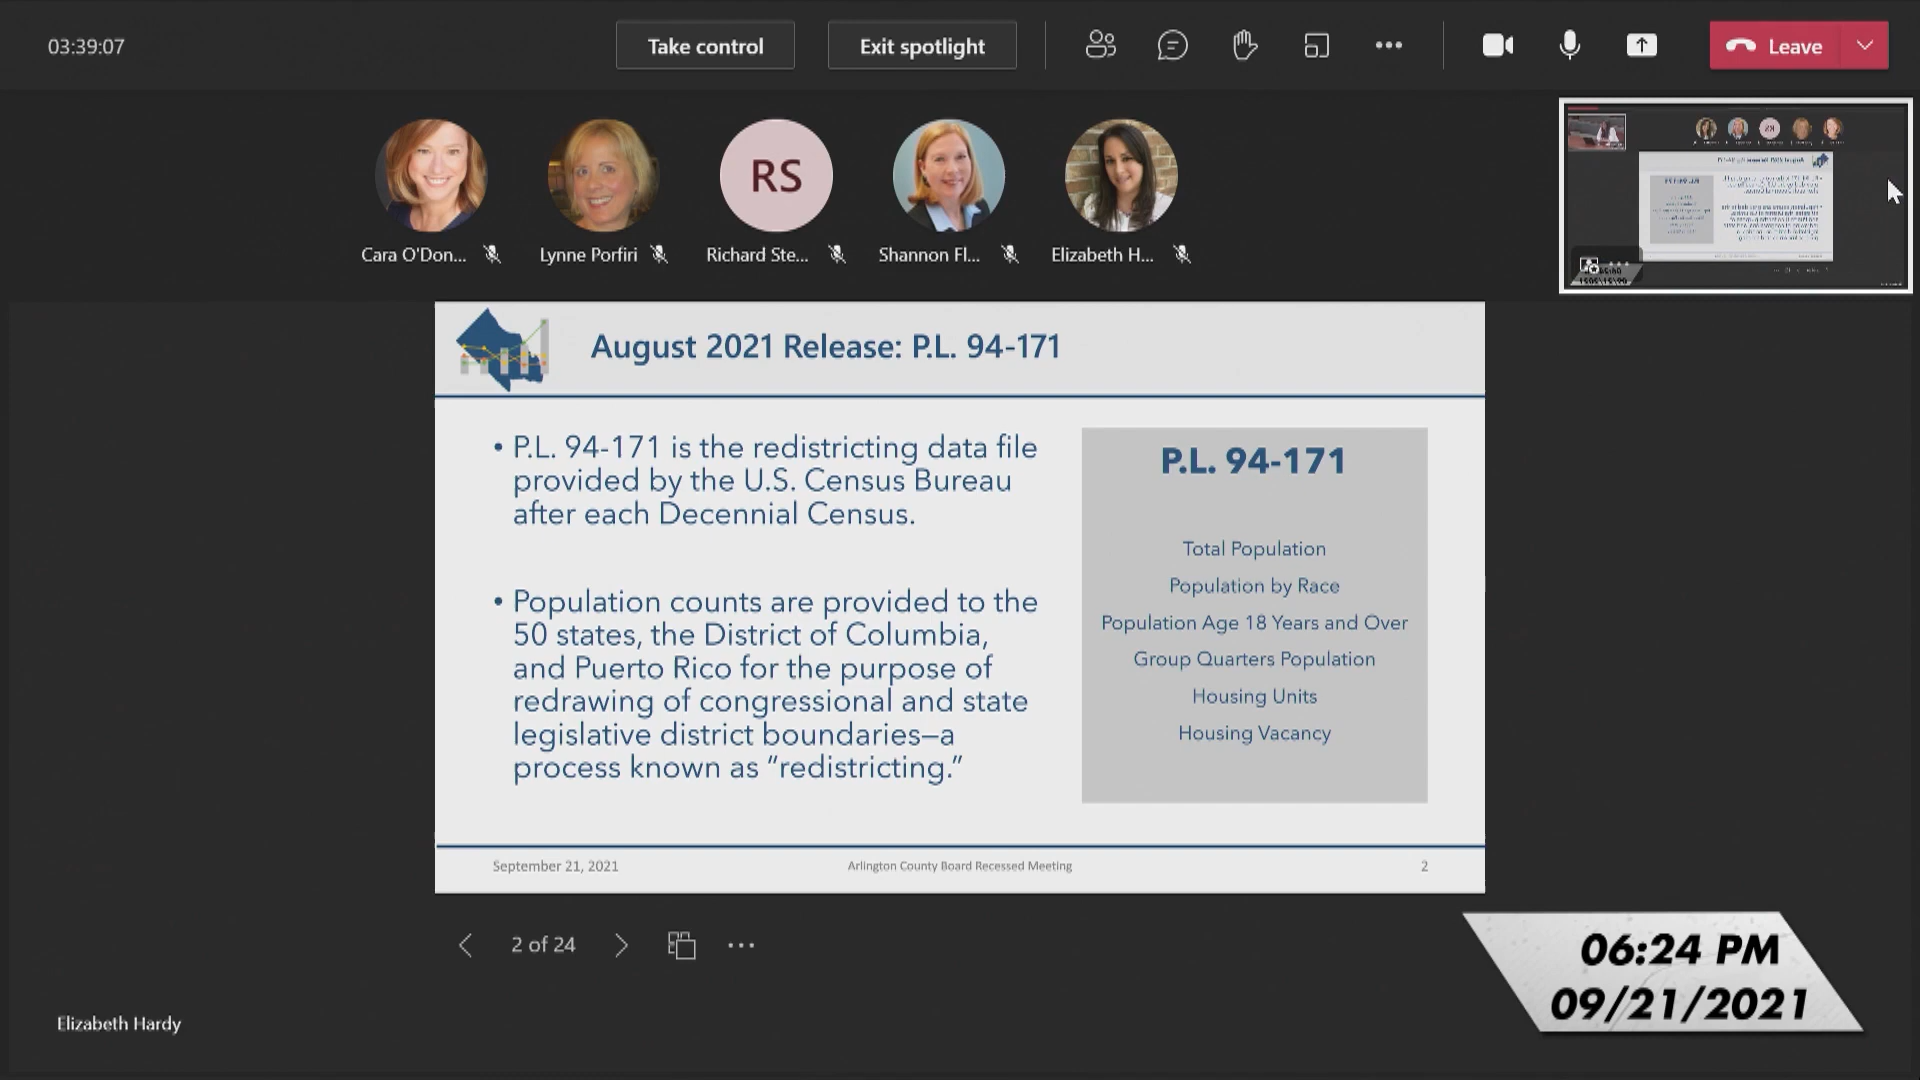 03:39:07
Take control
Exit spotlight
Leave
RS
Cara O'Don...
Lynne Porfiri
Richard Ste...
Shannon Fl...
Elizabeth H...
August 2021 Release: P.L. 94-171
• P.L. 94-171 is the redistricting data file
provided by the U.S. Census Bureau
after each Decennial Census.
• Population counts are provided to the
50 states, the District of Columbia,
and Puerto Rico for the purpose of
redrawing of congressional and state
legislative district boundaries—a
process known as “redistricting.”
P.L. 94-171
Total Population
Population by Race
Population Age 18 Years and Over
Group Quarters Population
Housing Units
Housing Vacancy
September 21, 2021
Arlington County Board Recessed Meeting
2
2 of 24
Elizabeth Hardy
06:24 PM
09/21/2021